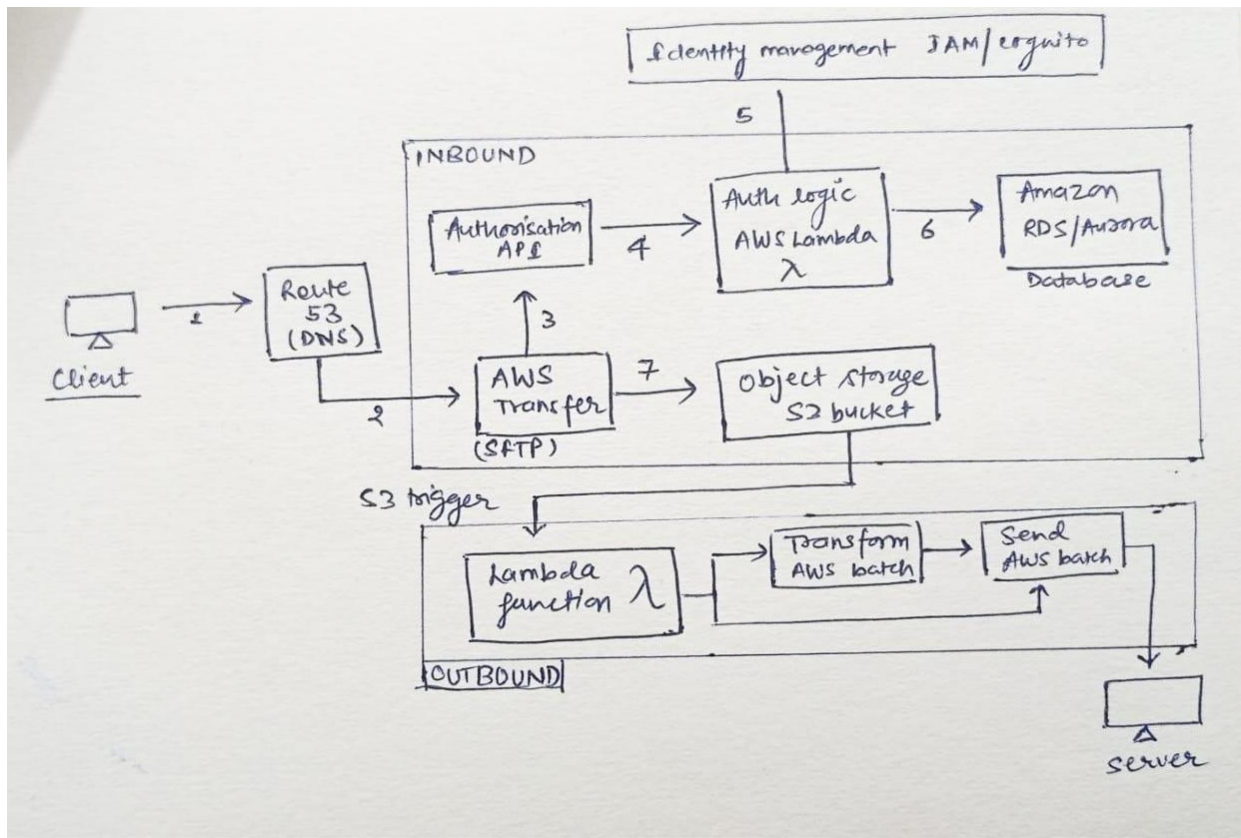 Identity management IAM/cognito
5
INBOUND
Authorisation
API
4
Auth logic
AWS Lambda
λ
6
Amazon
RDS/Aurora
Database
Client
1
Route
53
(DNS)
2
3
AWS
Transfer
(SFTP)
7
Object storage
S3 bucket
S3 trigger
Lambda
function λ
Transform
AWS batch
Send
AWS batch
OUTBOUND
Server